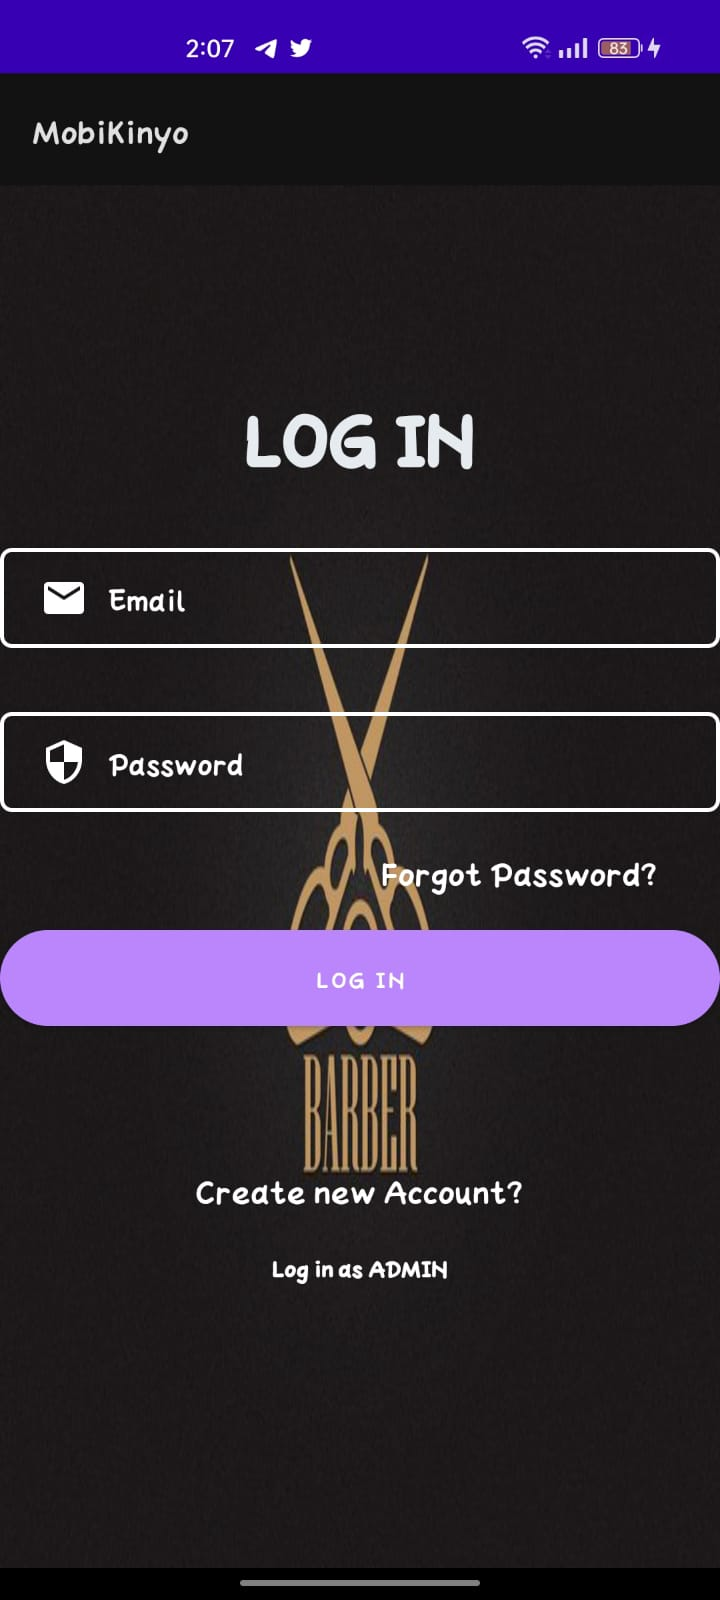 2:07 83
MobiKinyo
LOG IN
Email
Password
Forgot Password?
LOG IN
BARBER
Create new Account?
Log in as ADMIN